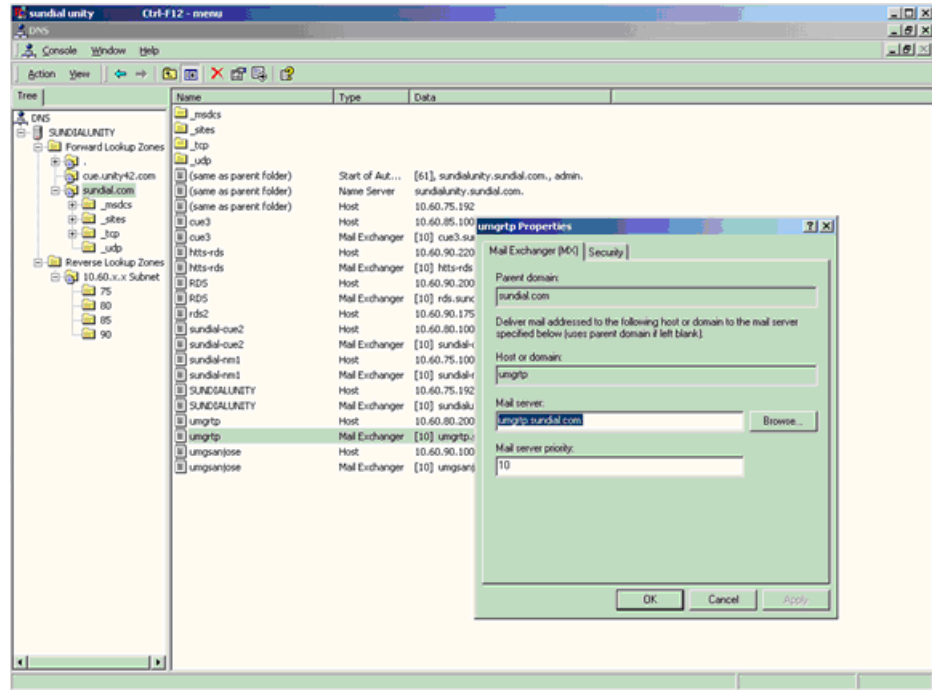 sundial unity Ctrl-F12 - menu
DNS
Console Window Help
Action View
Tree
Name Type Data
DNS
SUNDIALUNITY
Forward Lookup Zones
.
cue.unity42.com
sundial.com
_msdcs
_sites
_tcp
_udp
Reverse Lookup Zones
10.60.x.x Subnet
75
80
85
90
_msdcs
_sites
_tcp
_udp
(same as parent folder) Start of Aut... [61], sundialunity.sundial.com., admin.
(same as parent folder) Name Server sundialunity.sundial.com.
(same as parent folder) Host 10.60.75.192
cue3 Host 10.60.85.100
cue3 Mail Exchanger [10] cue3.su
htts-rds Host 10.60.90.220
htts-rds Mail Exchanger [10] htts-rds
RDS Host 10.60.90.200
RDS Mail Exchanger [10] rds.sund
rds2 Host 10.60.90.175
sundial-cue2 Host 10.60.80.100
sundial-cue2 Mail Exchanger [10] sundial-
sundial-nm1 Host 10.60.75.100
sundial-nm1 Mail Exchanger [10] sundial-
SUNDIALUNITY Host 10.60.75.192
SUNDIALUNITY Mail Exchanger [10] sundialu
umgrtp Host 10.60.80.200
umgrtp Mail Exchanger [10] umgrtp.
umgsanjose Host 10.60.90.100
umgsanjose Mail Exchanger [10] umgsanj
umgrtp Properties
Mail Exchanger (MX) Security
Parent domain:
sundial.com
Deliver mail addressed to the following host or domain to the mail server
specified below (uses parent domain if left blank).
Host or domain:
umgrtp
Mail server:
umgrtp.sundial.com. Browse...
Mail server priority:
10
OK Cancel Apply